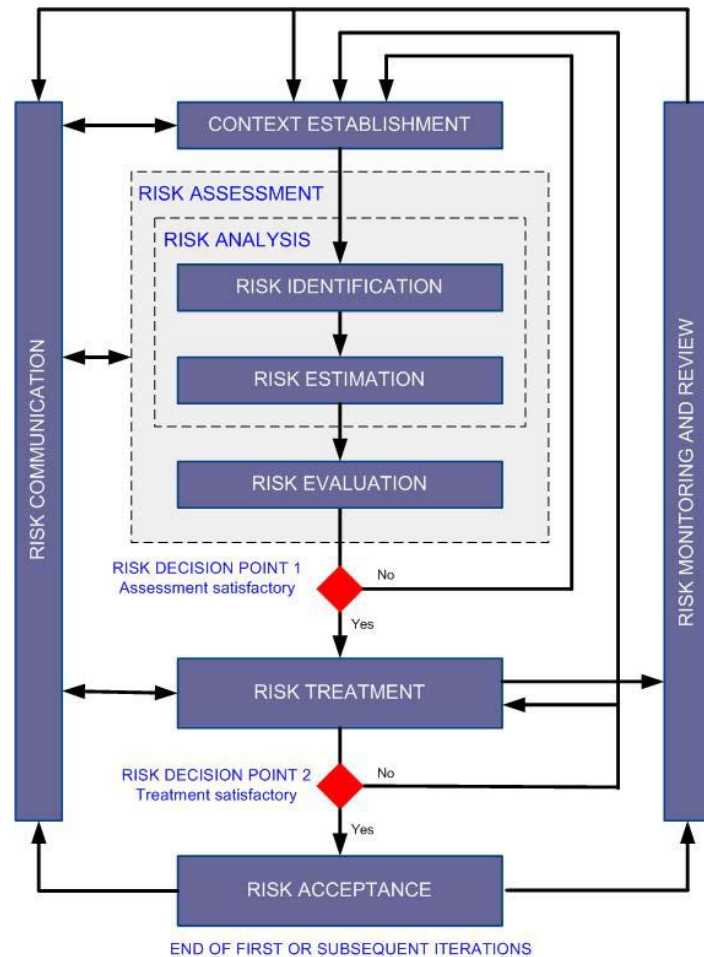 CONTEXT ESTABLISHMENT
RISK ASSESSMENT
RISK ANALYSIS
RISK IDENTIFICATION
RISK ESTIMATION
RISK EVALUATION
RISK COMMUNICATION
RISK MONITORING AND REVIEW
RISK DECISION POINT 1
Assessment satisfactory
No
Yes
RISK TREATMENT
RISK DECISION POINT 2
Treatment satisfactory
No
Yes
RISK ACCEPTANCE
END OF FIRST OR SUBSEQUENT ITERATIONS